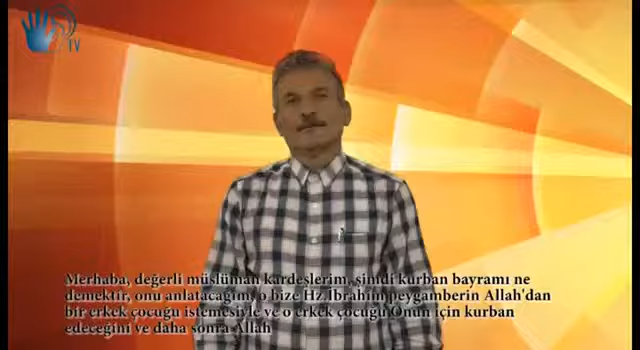 TV
Merhaba, değerli müslüman kardeşlerim, şimdi kurban bayramı ne
demektir, onu anlatacağım, o bize Hz.İbrahim peygamberin Allah'dan
bir erkek çocuğu istemesiyle ve o erkek çocuğu Onun için kurban
edeceğini ve daha sonra Allah